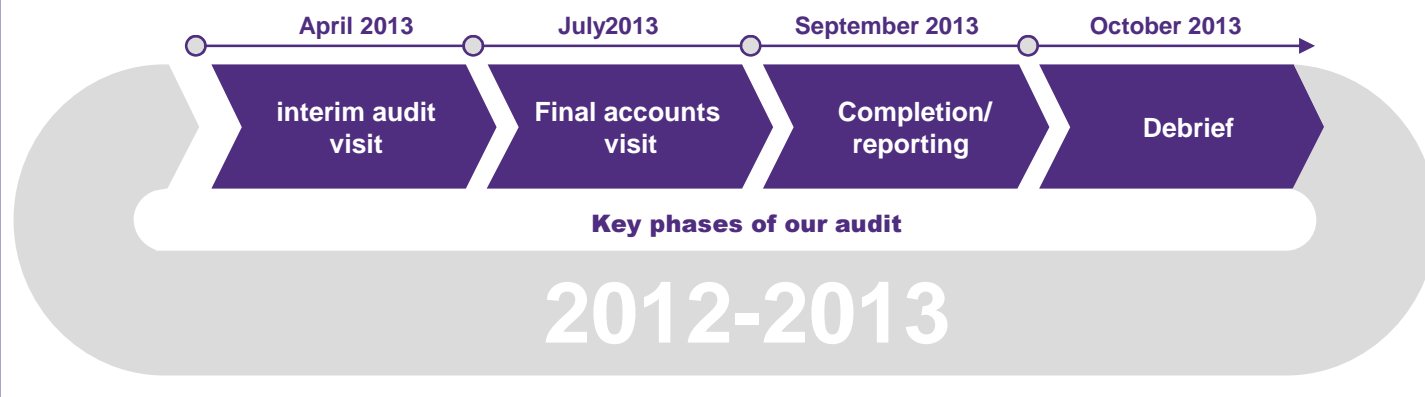 April 2013 July2013 September 2013 October 2013
interim audit
visit
Final accounts
visit
Completion/
reporting
Debrief
Key phases of our audit
2012-2013